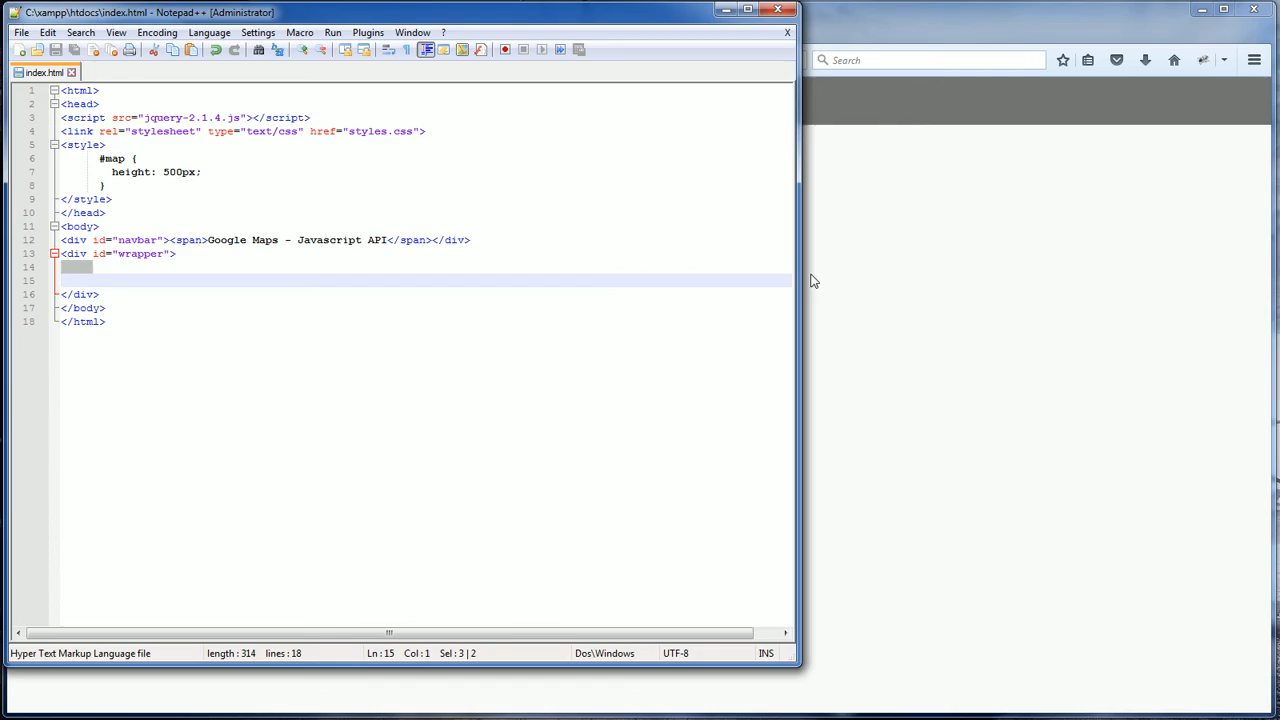 C:\xampp\htdocs\index.html - Notepad++ [Administrator]
File Edit Search View Encoding Language Settings Macro Run Plugins Window ? X
Search
index.html
1 <html>
2 <head>
3 <script src="jquery-2.1.4.js"></script>
4 <link rel="stylesheet" type="text/css" href="styles.css">
5 <style>
6 #map {
7 height: 500px;
8 }
9 </style>
10 </head>
11 <body>
12 <div id="navbar"><span>Google Maps - Javascript API</span></div>
13 <div id="wrapper">
14
15
16 </div>
17 </body>
18 </html>
Hyper Text Markup Language file length : 314 lines : 18 Ln : 15 Col : 1 Sel : 3 | 2 Dos\Windows UTF-8 INS